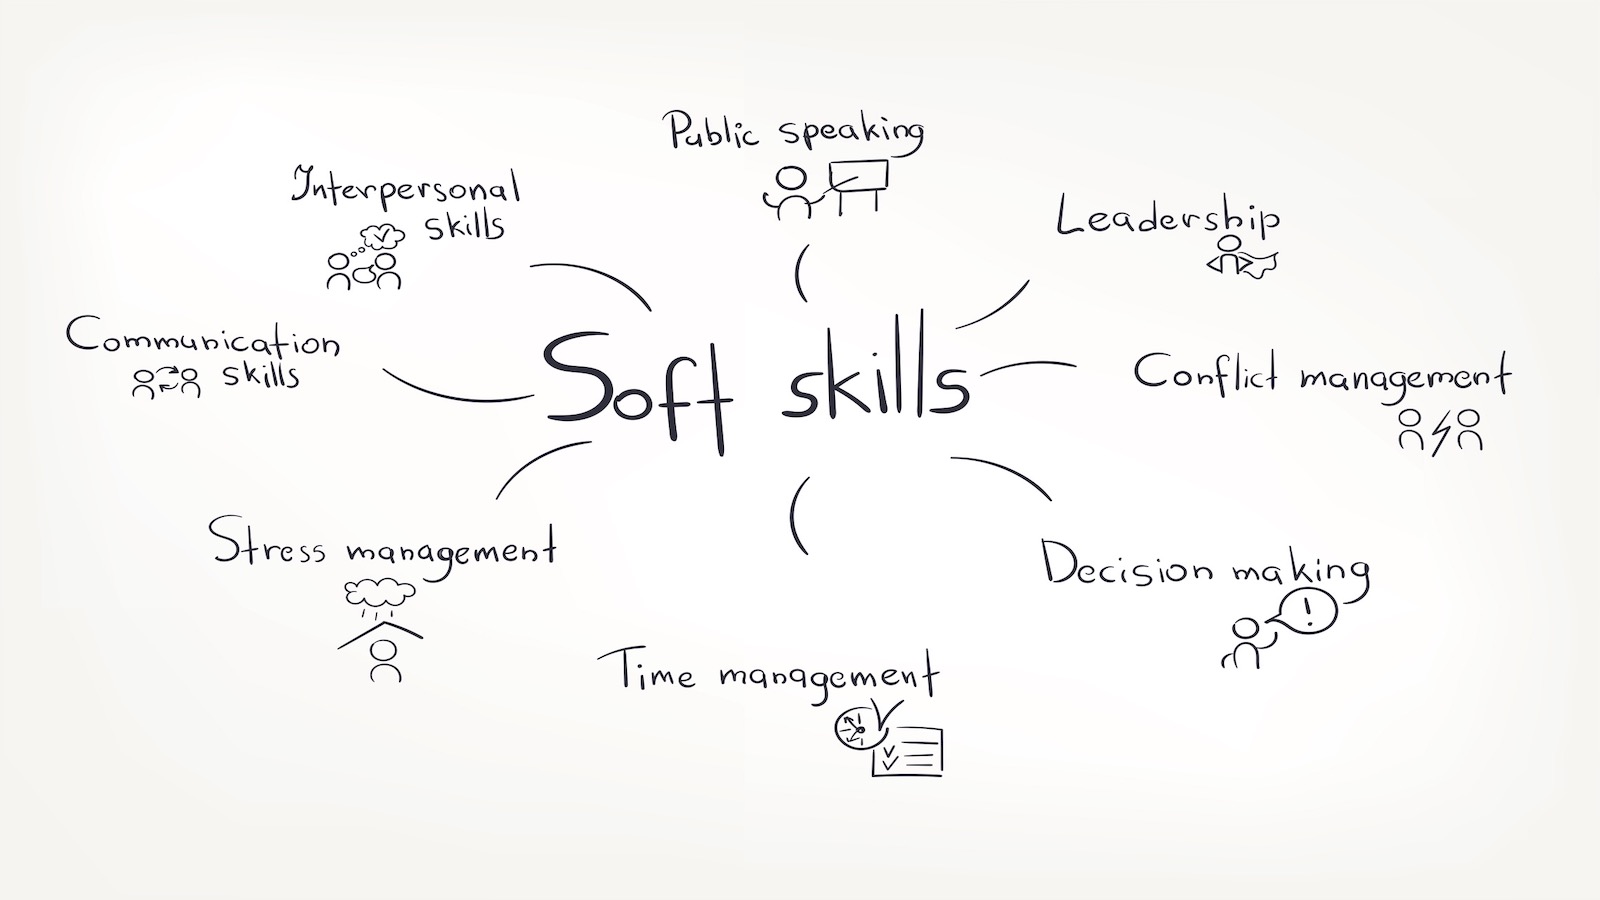 Public speaking
Interpersonal
skills
Leadership
Communication
skills
Soft skills
Conflict management
Stress management
Decision making
Time management